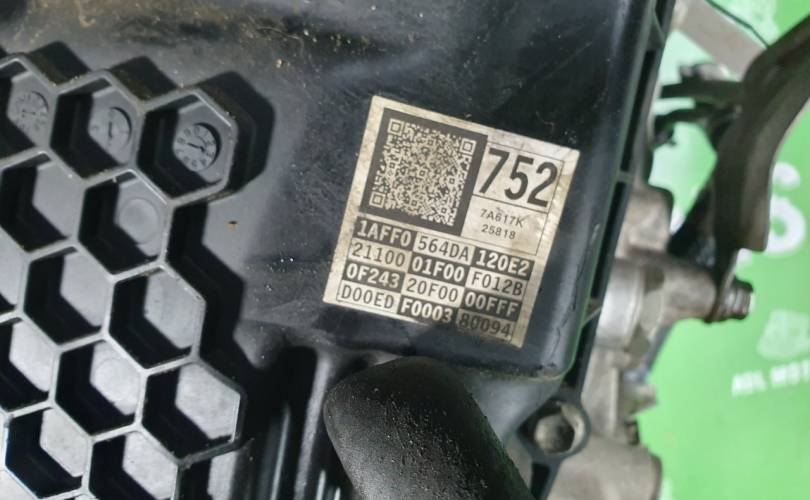 752
7A617K
25818
1AFF0 564DA 120E2
21100 01F00 F012B
0F243 20F00 00FFF
D00ED F0003 80094